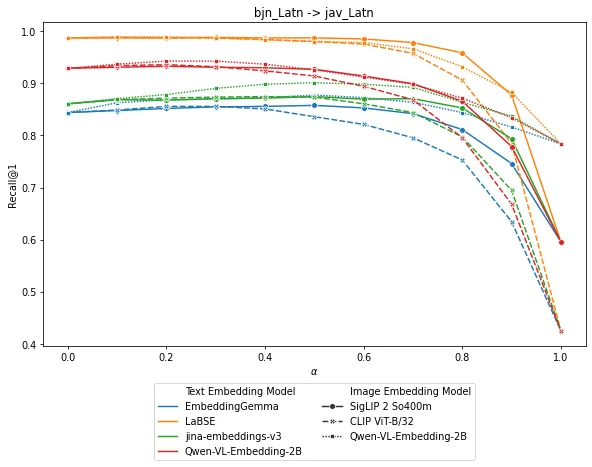 bjn_Latn -> jav_Latn
Recall@1
1.0
0.9
0.8
0.7
0.6
0.5
0.4
0.0 0.2 0.4 0.6 0.8 1.0
α
Text Embedding Model
EmbeddingGemma
LaBSE
jina-embeddings-v3
Qwen-VL-Embedding-2B
Image Embedding Model
SigLIP 2 So400m
CLIP ViT-B/32
Qwen-VL-Embedding-2B